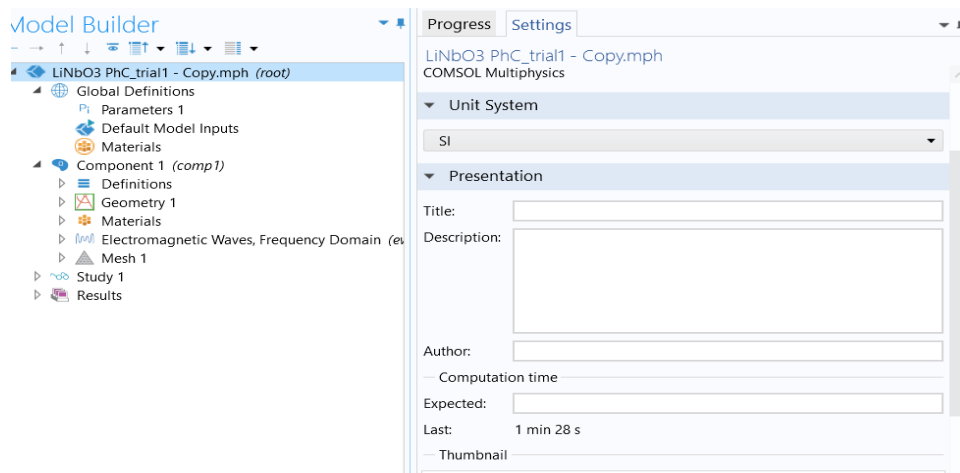 Model Builder
LiNbO3 PhC_trial1 - Copy.mph (root)
Global Definitions
Pi Parameters 1
Default Model Inputs
Materials
Component 1 (comp1)
Definitions
Geometry 1
Materials
Electromagnetic Waves, Frequency Domain (ew
Mesh 1
Study 1
Results
Progress Settings
LiNbO3 PhC_trial1 - Copy.mph
COMSOL Multiphysics
Unit System
SI
Presentation
Title:
Description:
Author:
Computation time
Expected:
Last: 1 min 28 s
Thumbnail